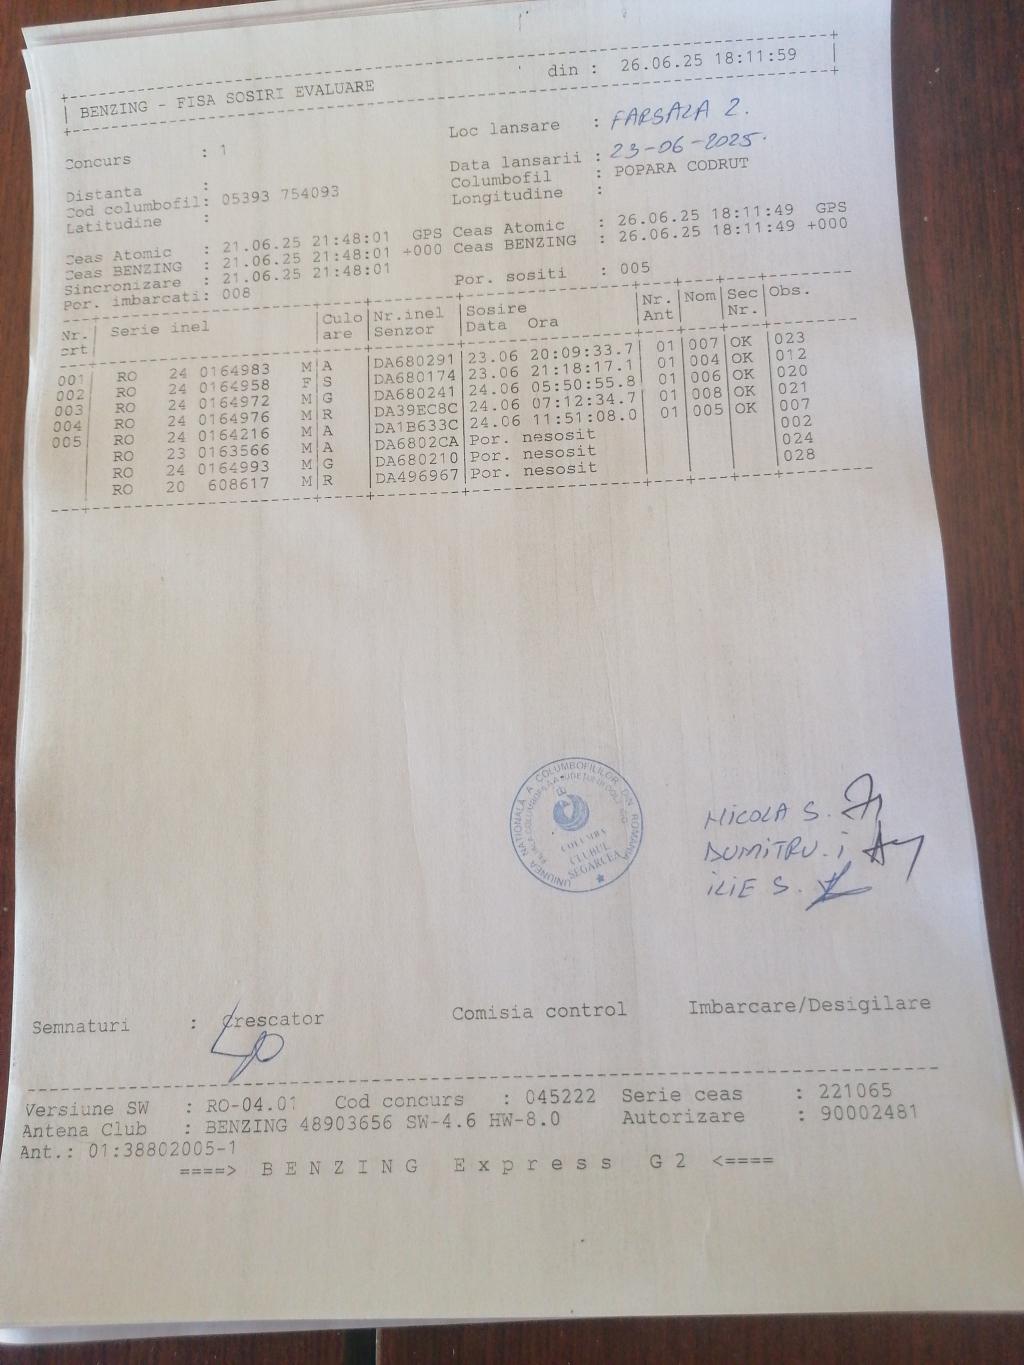 BENZING - FISA SOSIRI EVALUARE din : 26.06.25 18:11:59
Concurs : 1 Loc lansare : FARSALA 2.
Data lansarii : 23-06-2025.
Distanta : Columbofil : POPARA CODRUT
Cod columbofil: 05393 754093 Longitudine :
Latitudine :
Ceas Atomic : 21.06.25 21:48:01 GPS Ceas Atomic : 26.06.25 18:11:49 GPS
Ceas BENZING : 21.06.25 21:48:01 +000 Ceas BENZING : 26.06.25 18:11:49 +000
Sincronizare : 21.06.25 21:48:01
Por. imbarcati: 008 Por. sositi : 005
Nr. Serie inel Culo Nr.inel Sosire Nr. Nom Sec Obs.
crt are Senzor Data Ora Ant Nr.
001 RO 24 0164983 M A DA680291 23.06 20:09:33.7 01 007 OK 023
002 RO 24 0164958 F S DA680174 23.06 21:18:17.1 01 004 OK 012
003 RO 24 0164972 M G DA680241 24.06 05:50:55.8 01 006 OK 020
004 RO 24 0164976 M R DA39EC8C 24.06 07:12:34.7 01 008 OK 021
005 RO 24 0164216 M A DA1B633C 24.06 11:51:08.0 01 005 OK 007
RO 23 0163566 M A DA6802CA Por. nesosit 002
RO 24 0164993 M G DA680210 Por. nesosit 024
RO 20 608617 M R DA496967 Por. nesosit 028
UNIUNEA NATIONALĂ A COLUMBOFILILOR DIN ROMANIA
COLUMBA
CLUBUL
SEGARCEA
NICOLA S.
DUMITRU. i
ILIE S.
Semnaturi : Crescator Comisia control Imbarcare/Desigilare
Versiune SW : RO-04.01 Cod concurs : 045222 Serie ceas : 221065
Antena Club : BENZING 48903656 SW-4.6 HW-8.0 Autorizare : 90002481
Ant.: 01:38802005-1
====> B E N Z I N G E x p r e s s G 2 <====